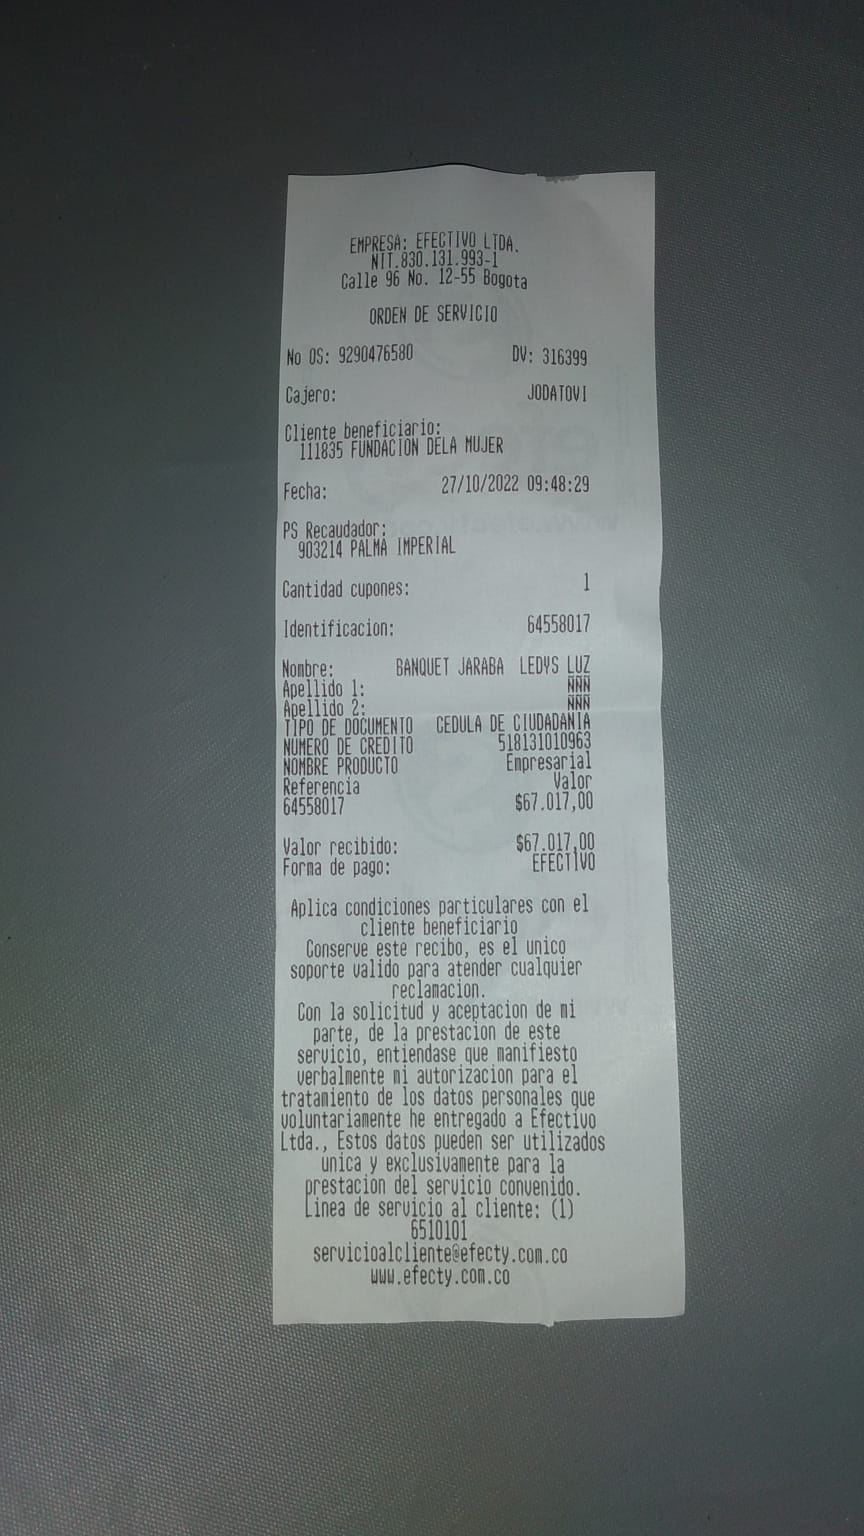 EMPRESA: EFECTIVO LTDA.
NIT.830.131.993-1
Calle 96 No. 12-55 Bogota
ORDEN DE SERVICIO
No OS: 9290476580 DV: 316399
Cajero: JODATOVI
Cliente beneficiario:
111835 FUNDACION DELA MUJER
Fecha: 27/10/2022 09:48:29
PS Recaudador:
903214 PALMA IMPERIAL
Cantidad cupones: 1
Identificacion: 64558017
Nombre: BANQUET JARABA LEDYS LUZ
Apellido 1: ÑÑÑ
Apellido 2: ÑÑÑ
TIPO DE DOCUMENTO CEDULA DE CIUDADANIA
NUMERO DE CREDITO 518131010963
NOMBRE PRODUCTO Empresarial
Referencia Valor
64558017 $67.017,00
Valor recibido: $67.017,00
Forma de pago: EFECTIVO
Aplica condiciones particulares con el
cliente beneficiario
Conserve este recibo, es el unico
soporte valido para atender cualquier
reclamacion.
Con la solicitud y aceptacion de mi
parte, de la prestacion de este
servicio, entiendase que manifiesto
verbalmente mi autorizacion para el
tratamiento de los datos personales que
voluntariamente he entregado a Efectivo
Ltda., Estos datos pueden ser utilizados
unica y exclusivamente para la
prestacion del servicio convenido.
Linea de servicio al cliente: (1)
6510101
servicioalcliente@efecty.com.co
www.efecty.com.co